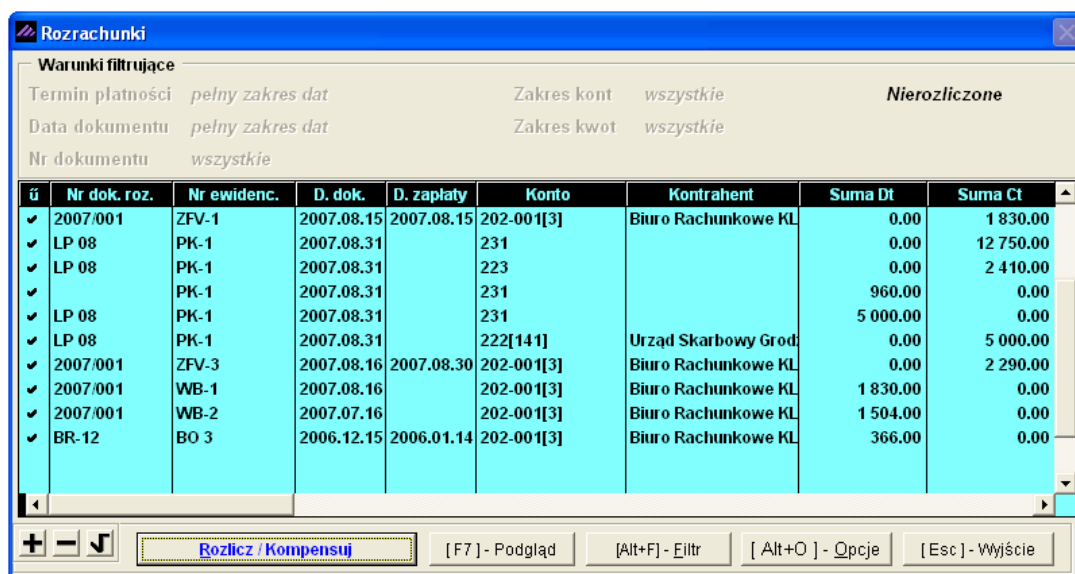 Rozrachunki
Warunki filtrujące
Termin płatności pełny zakres dat Zakres kont wszystkie Nierozliczone
Data dokumentu pełny zakres dat Zakres kwot wszystkie
Nr dokumentu wszystkie
ű Nr dok. roz. Nr ewidenc. D. dok. D. zapłaty Konto Kontrahent Suma Dt Suma Ct
✔ 2007/001 ZFV-1 2007.08.15 2007.08.15 202-001[3] Biuro Rachunkowe KL 0.00 1 830.00
✔ LP 08 PK-1 2007.08.31 231 0.00 12 750.00
✔ LP 08 PK-1 2007.08.31 223 0.00 2 410.00
✔ PK-1 2007.08.31 231 960.00 0.00
✔ LP 08 PK-1 2007.08.31 231 5 000.00 0.00
✔ LP 08 PK-1 2007.08.31 222[141] Urząd Skarbowy Grod 0.00 5 000.00
✔ 2007/001 ZFV-3 2007.08.16 2007.08.30 202-001[3] Biuro Rachunkowe KL 0.00 2 290.00
✔ 2007/001 WB-1 2007.08.16 202-001[3] Biuro Rachunkowe KL 1 830.00 0.00
✔ 2007/001 WB-2 2007.07.16 202-001[3] Biuro Rachunkowe KL 1 504.00 0.00
✔ BR-12 BO 3 2006.12.15 2006.01.14 202-001[3] Biuro Rachunkowe KL 366.00 0.00
Rozlicz / Kompensuj [ F7 ] - Podgląd [Alt+F] - Filtr [ Alt+O ] - Opcje [ Esc ] - Wyjście